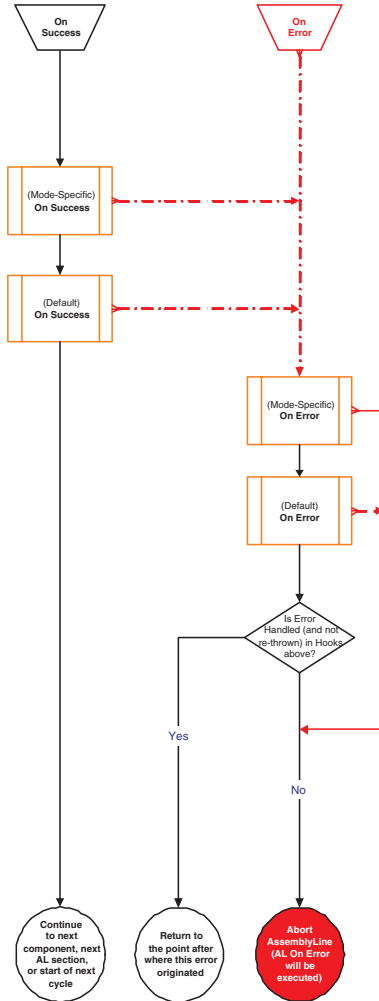 On
Success
On
Error
(Mode-Specific)
On Success
(Default)
On Success
(Mode-Specific)
On Error
(Default)
On Error
Is Error
Handled (and not
re-thrown) in Hooks
above?
Yes
No
Continue
to next
component, next
AL section,
or start of next
cycle
Return to
the point after
where this error
originated
Abort
AssemblyLine
(AL On Error
will be
executed)